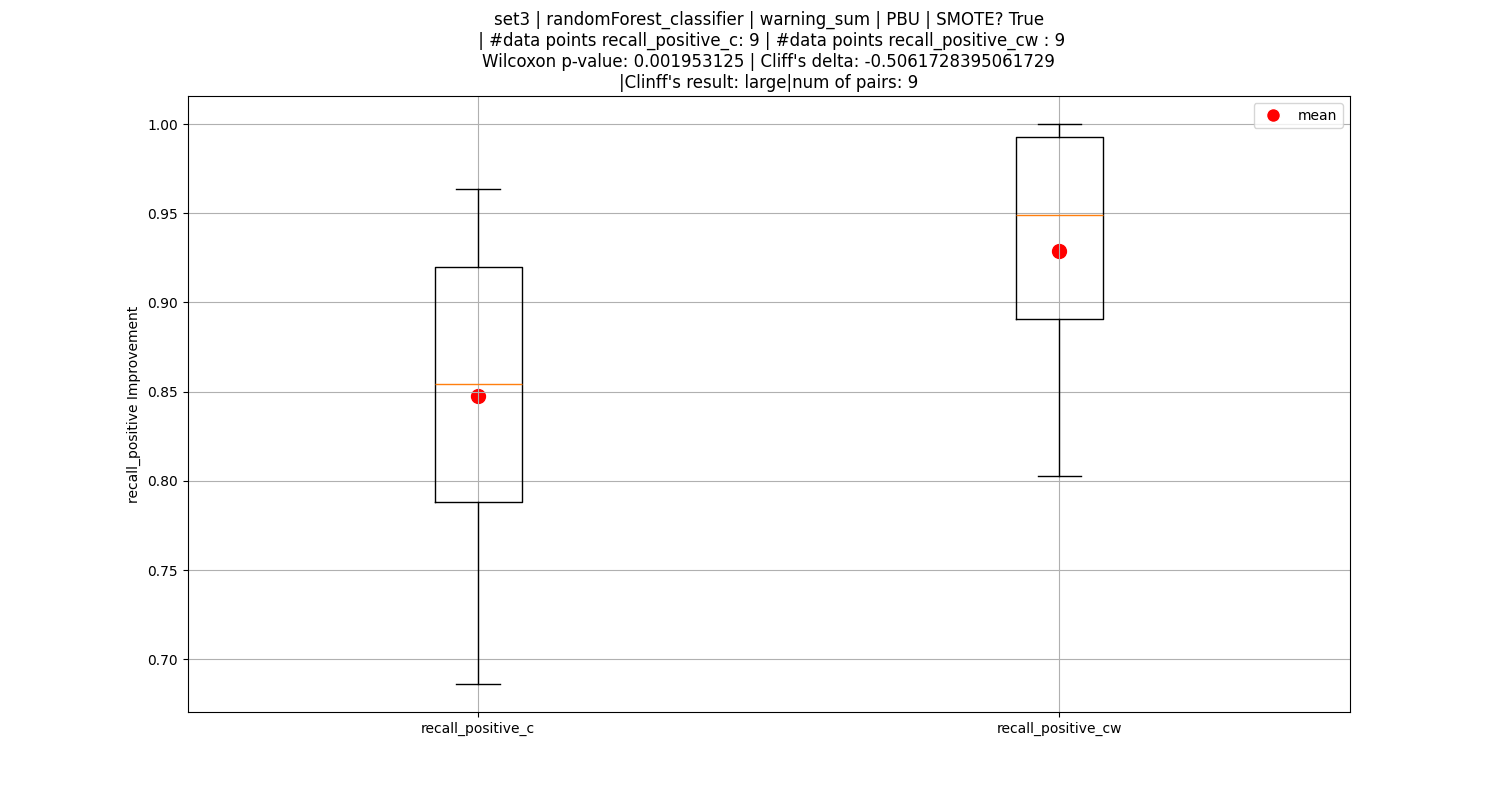 set3 | randomForest_classifier | warning_sum | PBU | SMOTE? True
| #data points recall_positive_c: 9 | #data points recall_positive_cw : 9
Wilcoxon p-value: 0.001953125 | Cliff's delta: -0.5061728395061729
|Clinff's result: large|num of pairs: 9
mean
1.00
0.95
0.90
0.85
0.80
0.75
0.70
recall_positive Improvement
recall_positive_c
recall_positive_cw